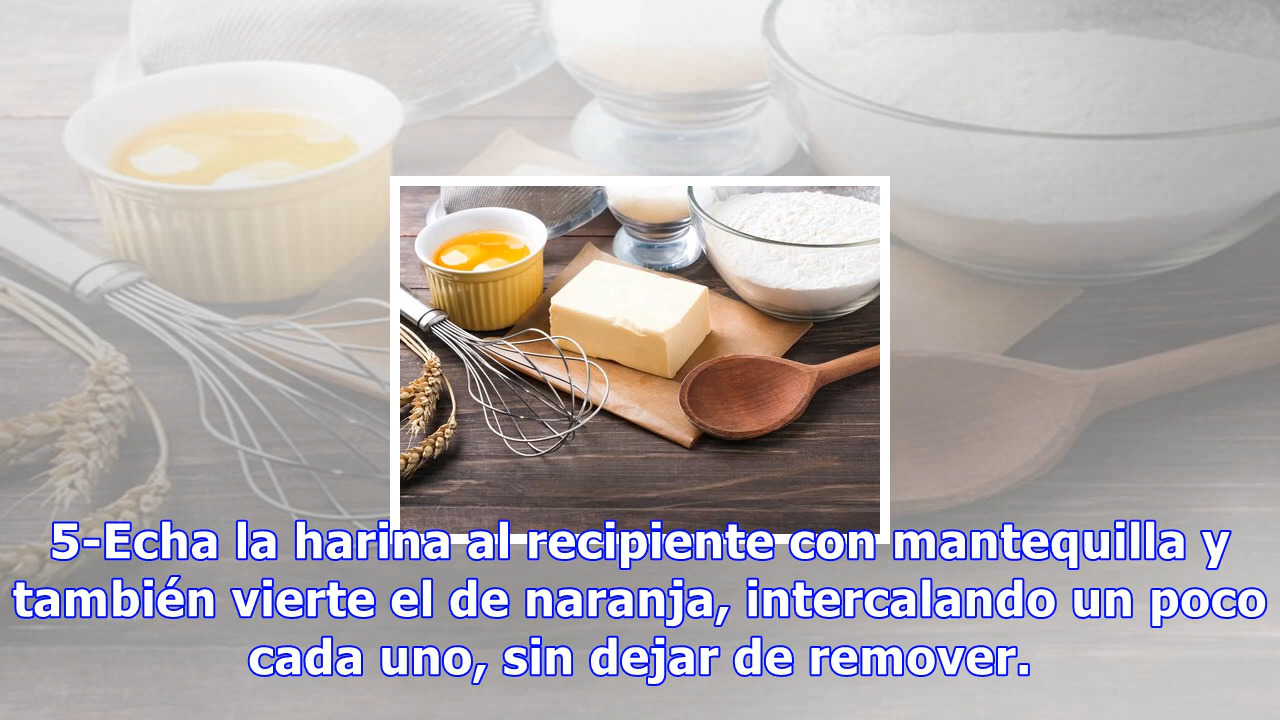 5-Echa la harina al recipiente con mantequilla y
también vierte el de naranja, intercalando un poco
cada uno, sin dejar de remover.